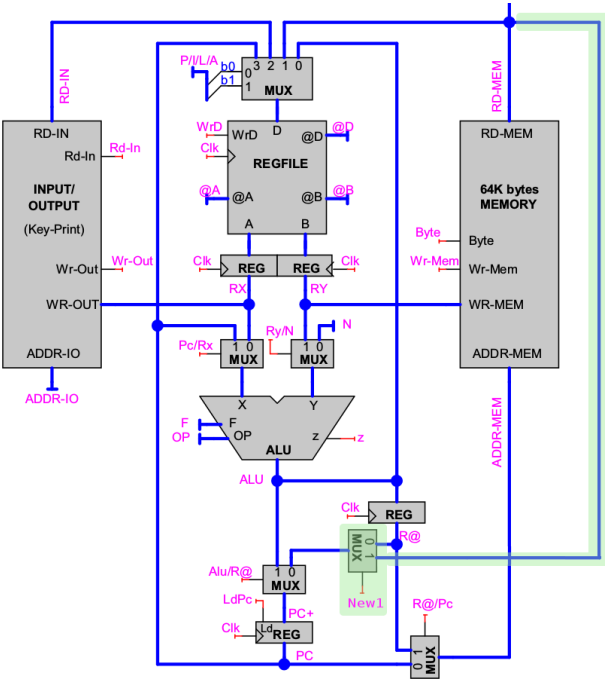 P/I/L/A
b0
b1
0
1
3 2 1 0
MUX
RD-IN
RD-MEM
RD-IN
Rd-In
Rd-In
INPUT/
OUTPUT
(Key-Print)
Wr-Out
Wr-Out
WR-OUT
ADDR-IO
ADDR-IO
WrD
WrD
D
@D
@D
Clk
REGFILE
@A
@A
@B
@B
A
B
Clk
REG
REG
Clk
RX
RY
RD-MEM
64K bytes
MEMORY
Byte
Byte
Wr-Mem
Wr-Mem
WR-MEM
ADDR-MEM
ADDR-MEM
Pc/Rx
1 0
MUX
Ry/N
N
1 0
MUX
X
Y
F
F
OP
OP
z
z
ALU
ALU
Clk
REG
R@
0
1
MUX
New1
Alu/R@
1 0
MUX
LdPc
PC+
Clk
Ld
REG
PC
R@/Pc
1
0
MUX